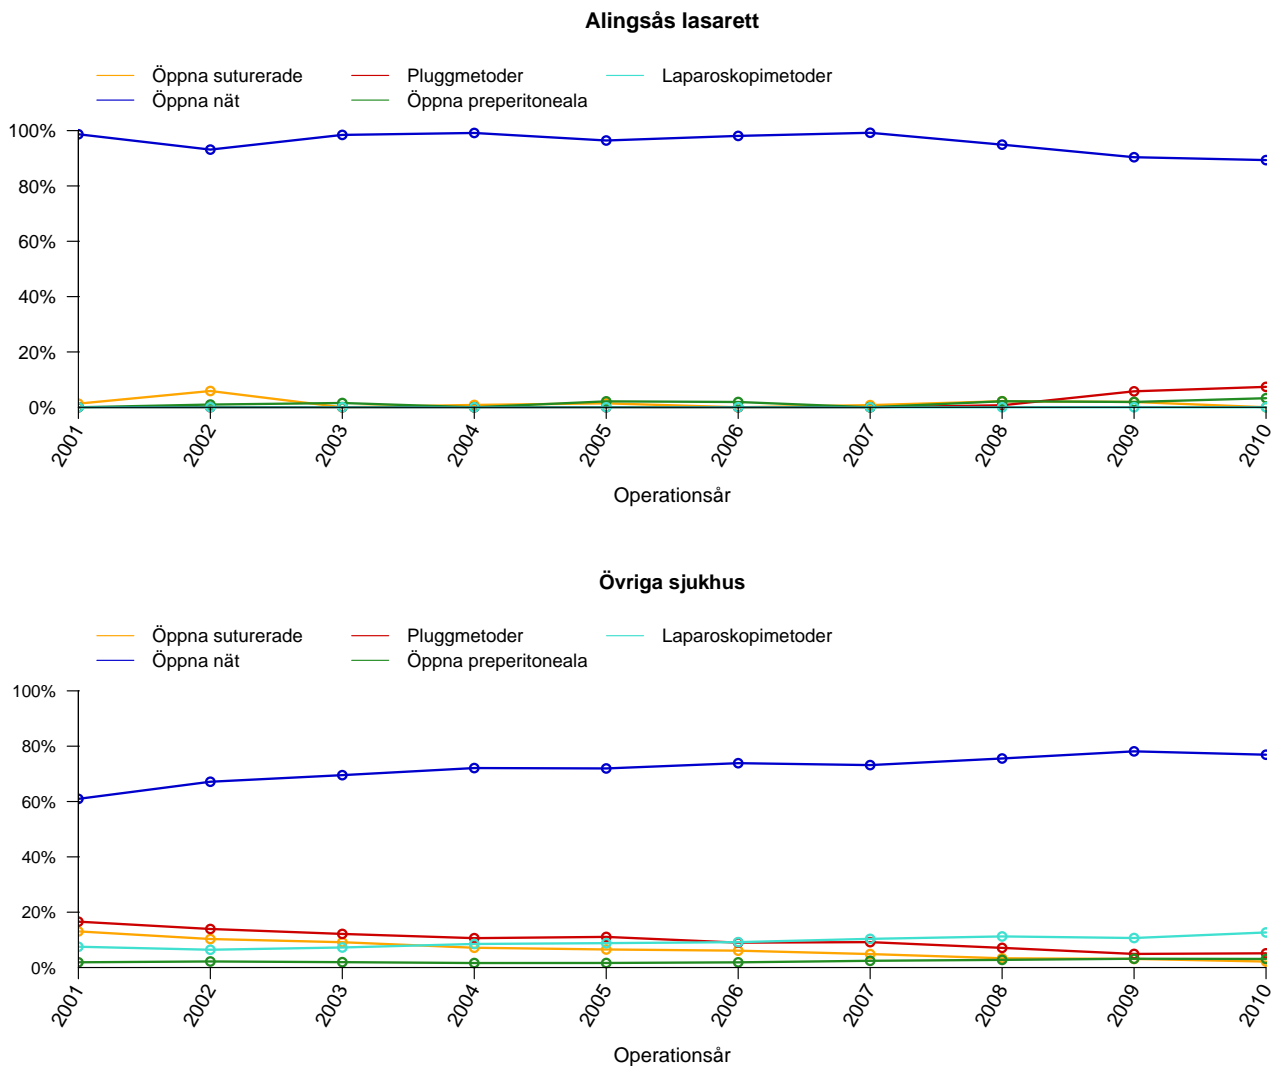 Alingsås lasarett
Öppna suturerade Pluggmetoder Laparoskopimetoder
Öppna nät Öppna preperitoneala
100%
80%
60%
40%
20%
0%
2001 2002 2003 2004 2005 2006 2007 2008 2009 2010
Operationsår
Övriga sjukhus
Öppna suturerade Pluggmetoder Laparoskopimetoder
Öppna nät Öppna preperitoneala
100%
80%
60%
40%
20%
0%
2001 2002 2003 2004 2005 2006 2007 2008 2009 2010
Operationsår